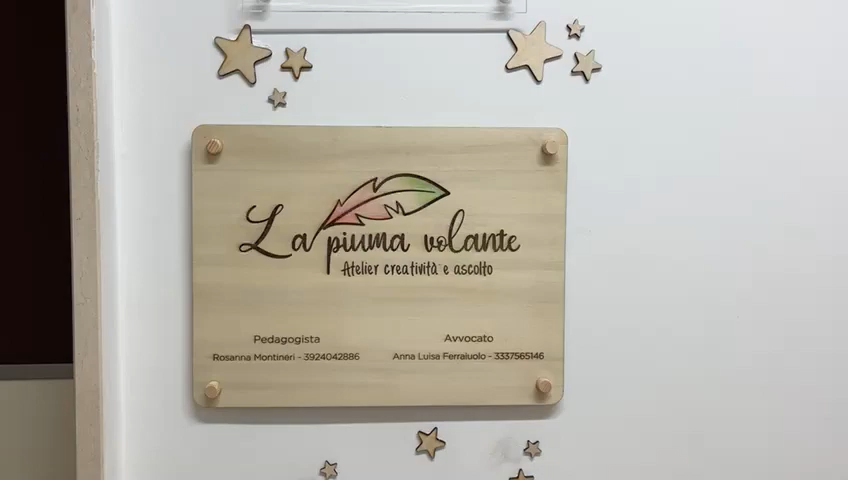 La piuma volante
Atelier creatività e ascolto
Pedagogista
Rosanna Montineri - 3924042886
Avvocato
Anna Luisa Ferraiuolo - 3337565146